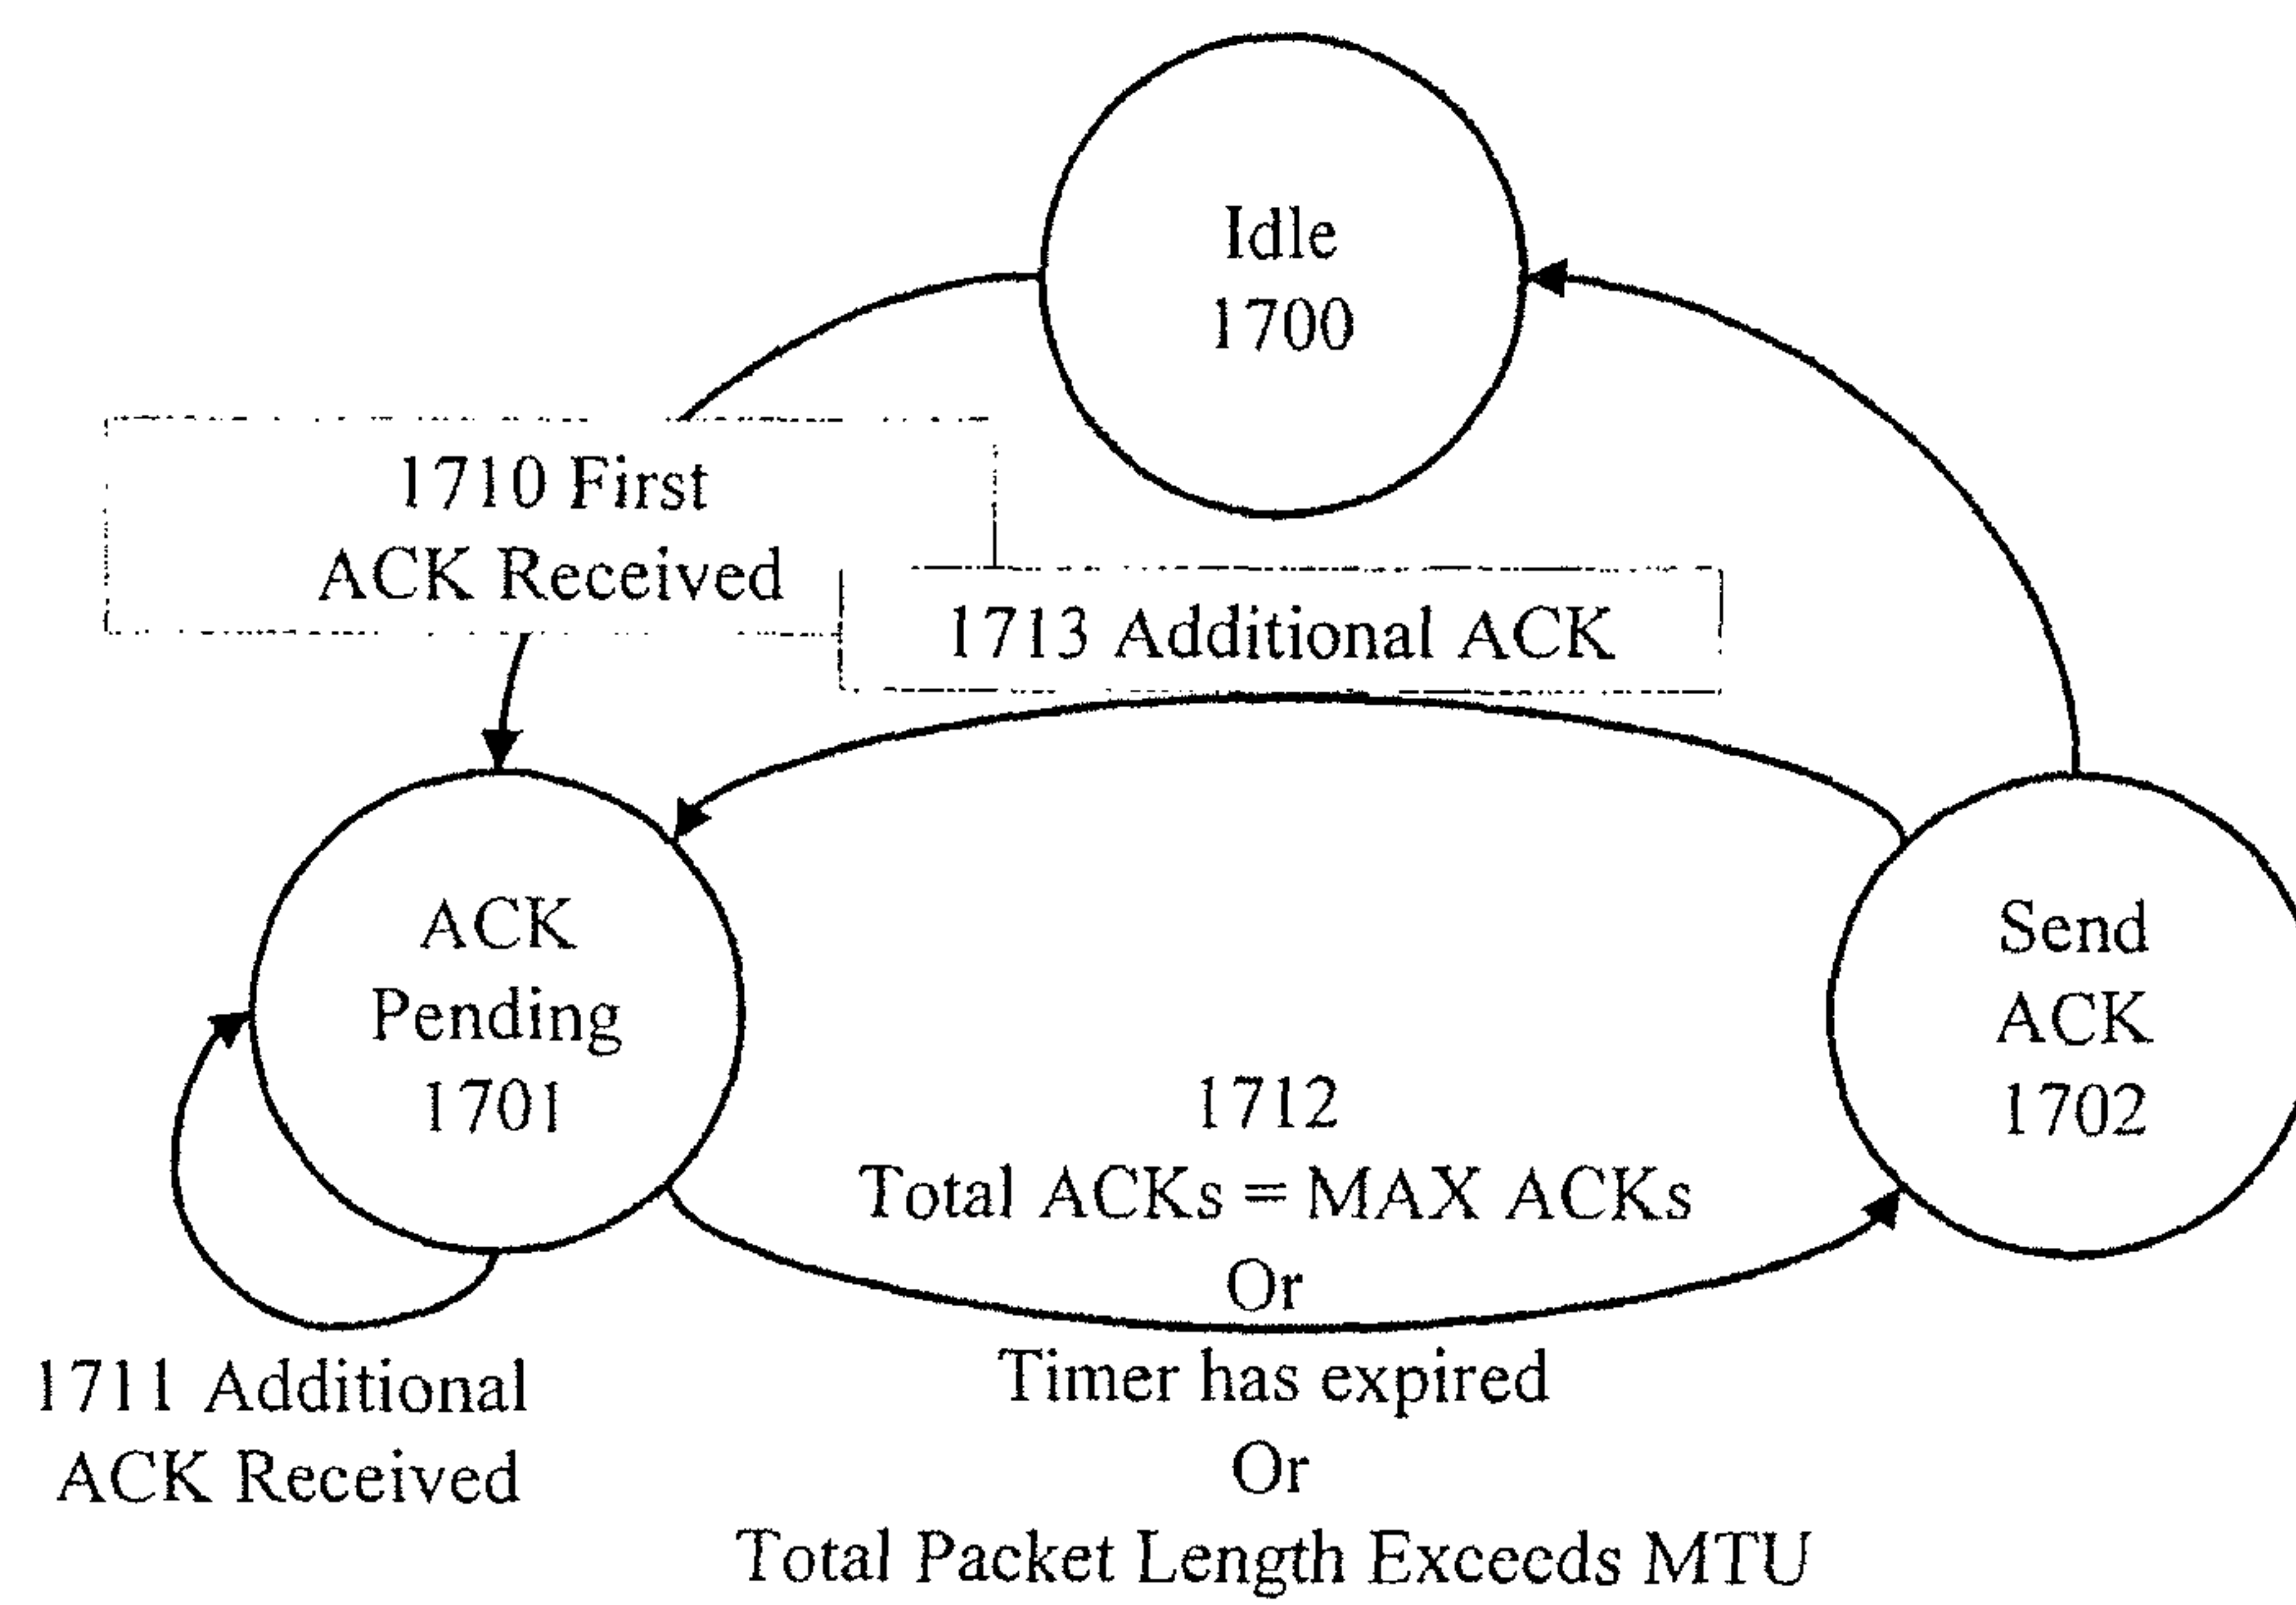 Idle
1700
1710 First
ACK Received
1713 Additional ACK
ACK
Pending
1701
Send
ACK
1702
1712
Total ACKs = MAX ACKs
Or
Timer has expired
Or
Total Packet Length Exceeds MTU
1711 Additional
ACK Received